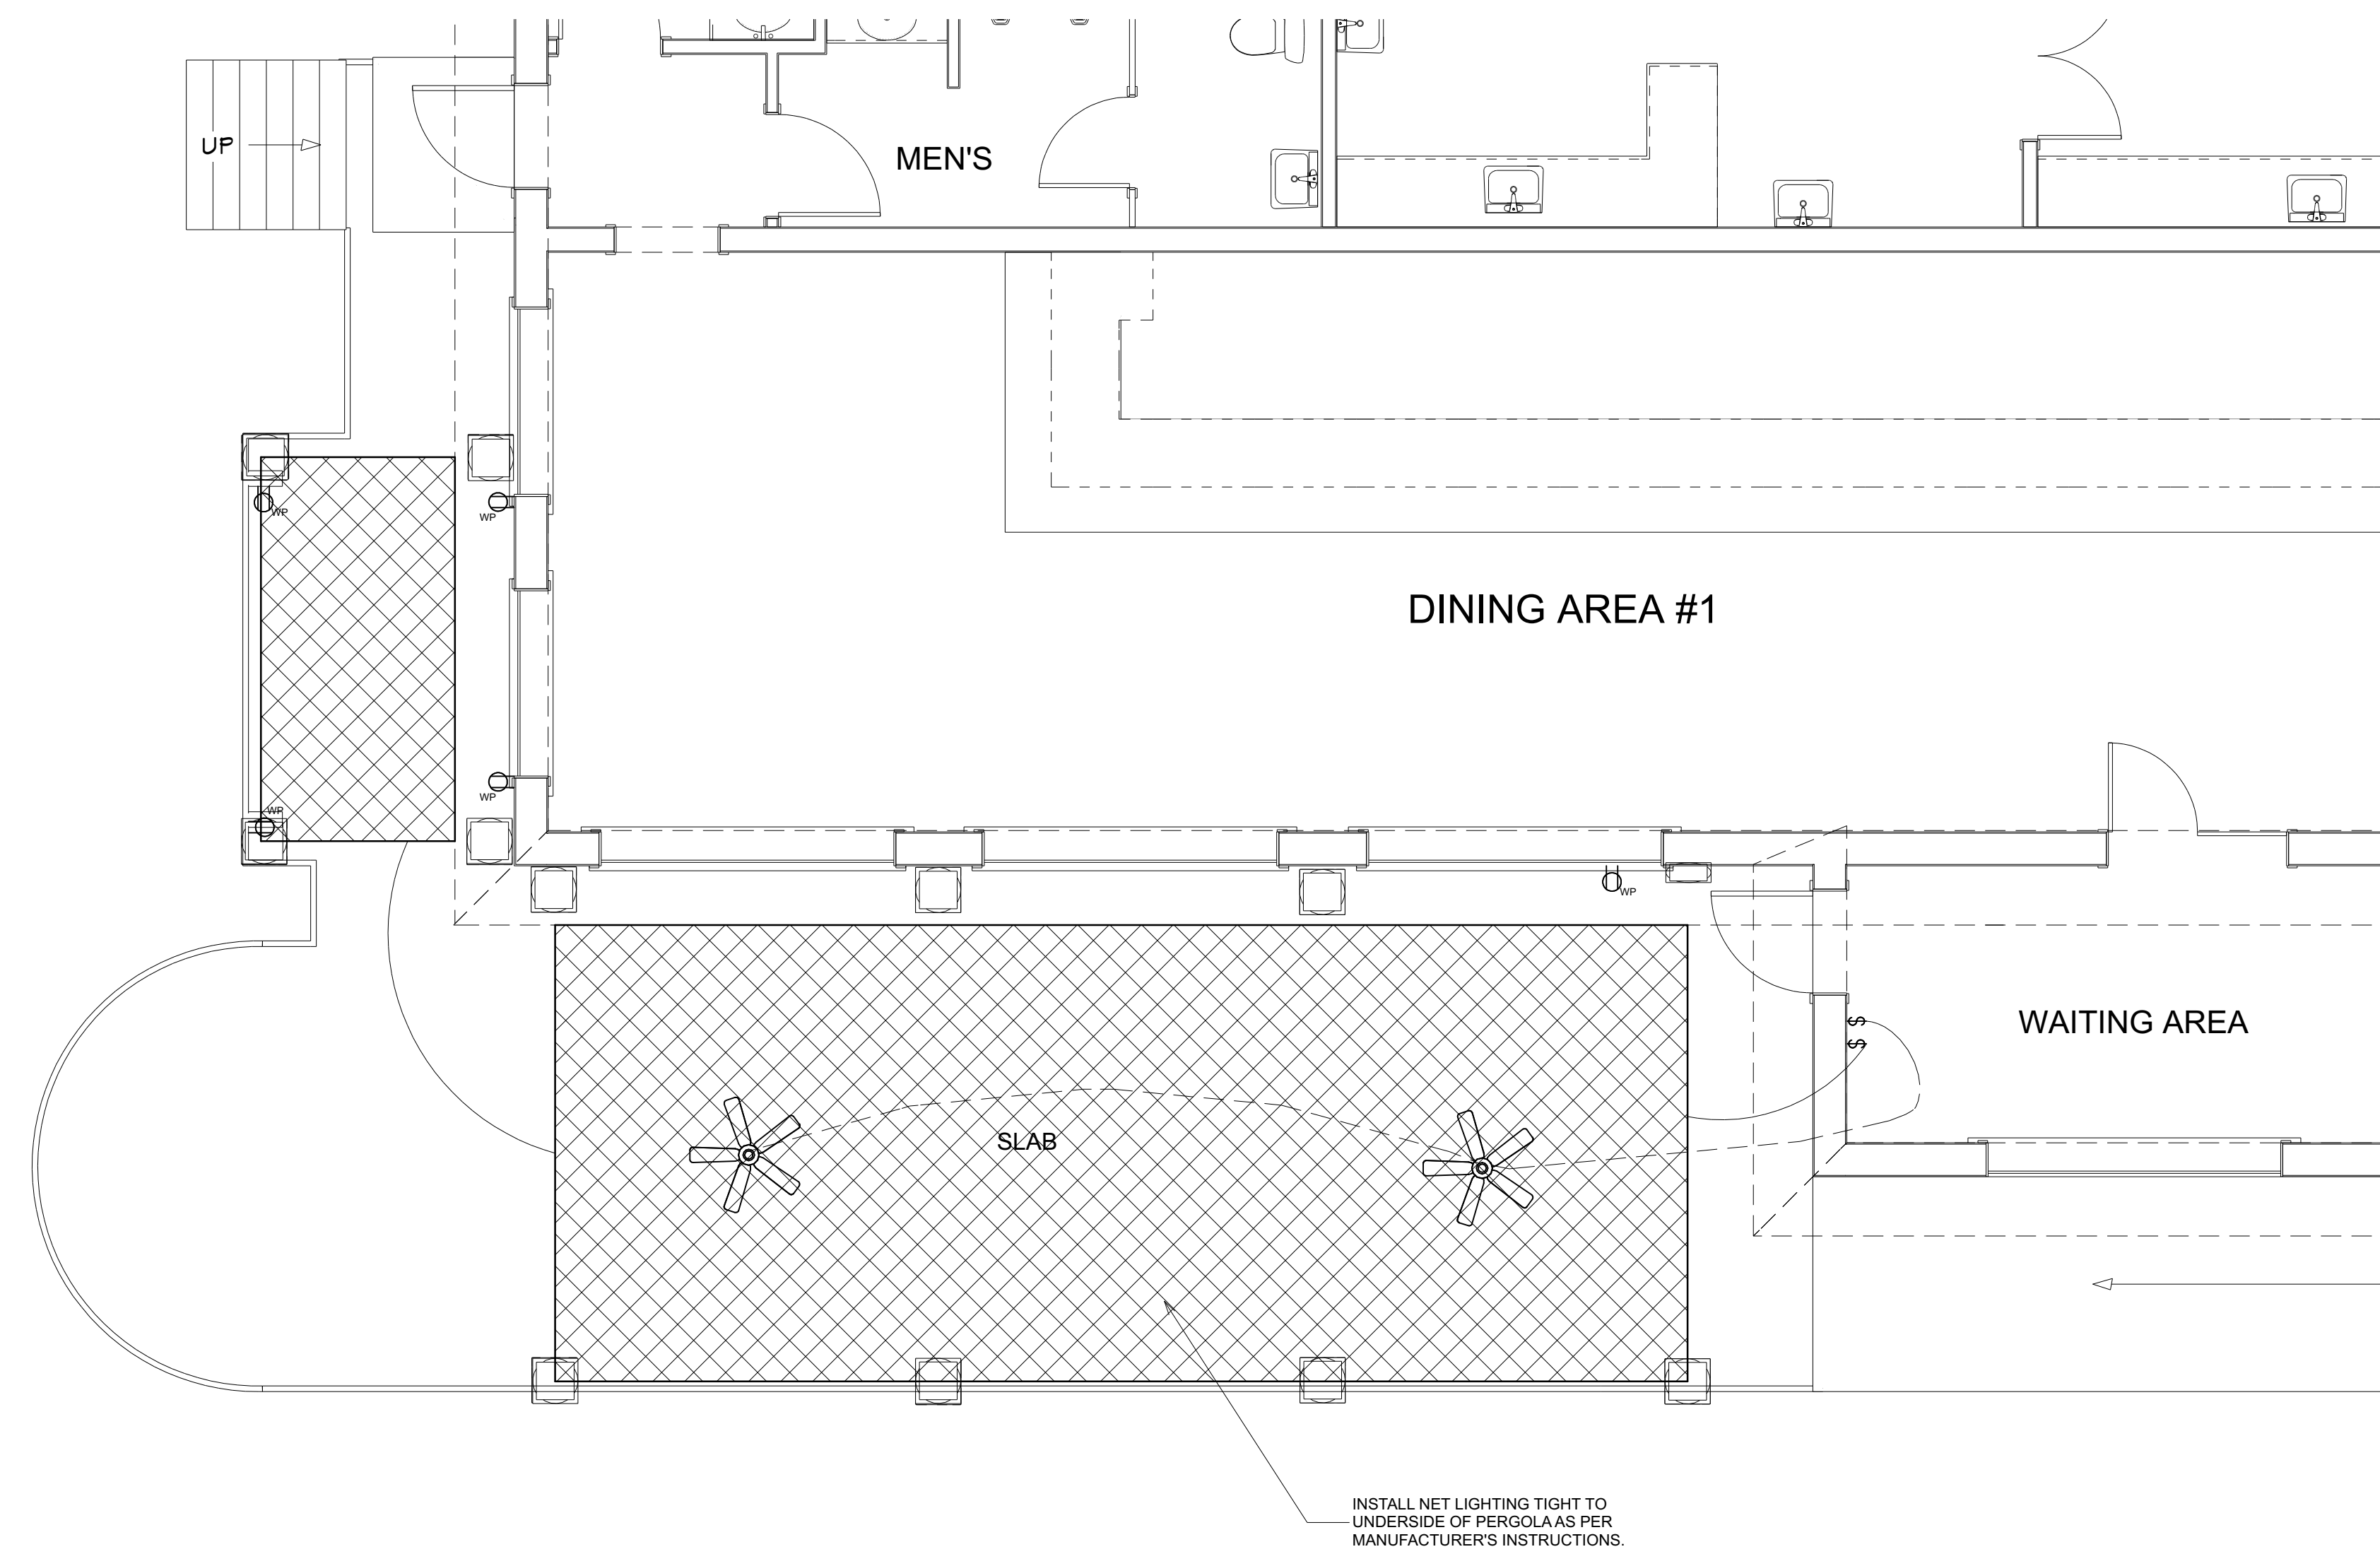 UP
MEN'S
WP
WP
DINING AREA #1
WP
WP
WP
WAITING AREA
$
$
SLAB
INSTALL NET LIGHTING TIGHT TO
UNDERSIDE OF PERGOLA AS PER
MANUFACTURER'S INSTRUCTIONS.